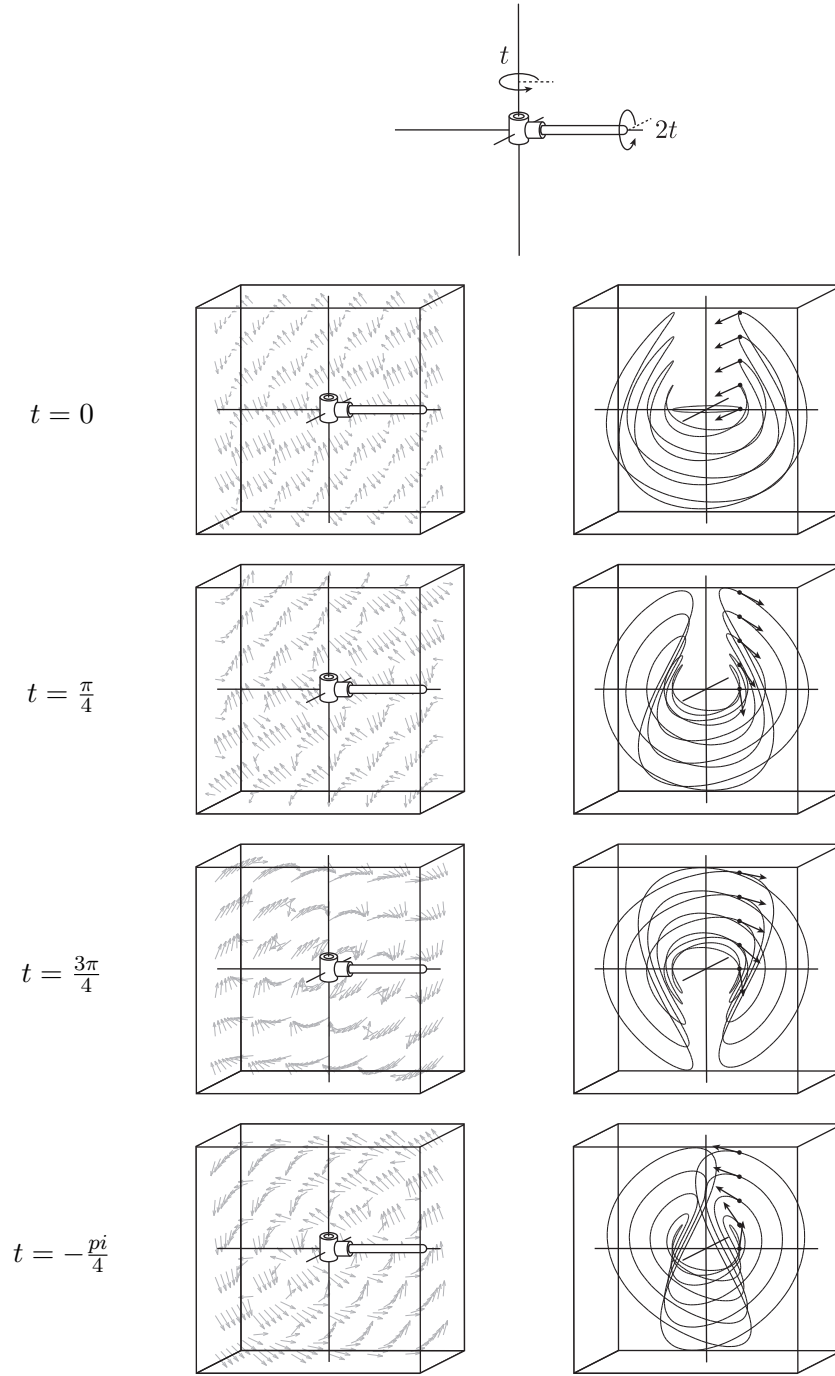 t
2t
t = 0
t = π/4
t = 3π/4
t = −pi/4